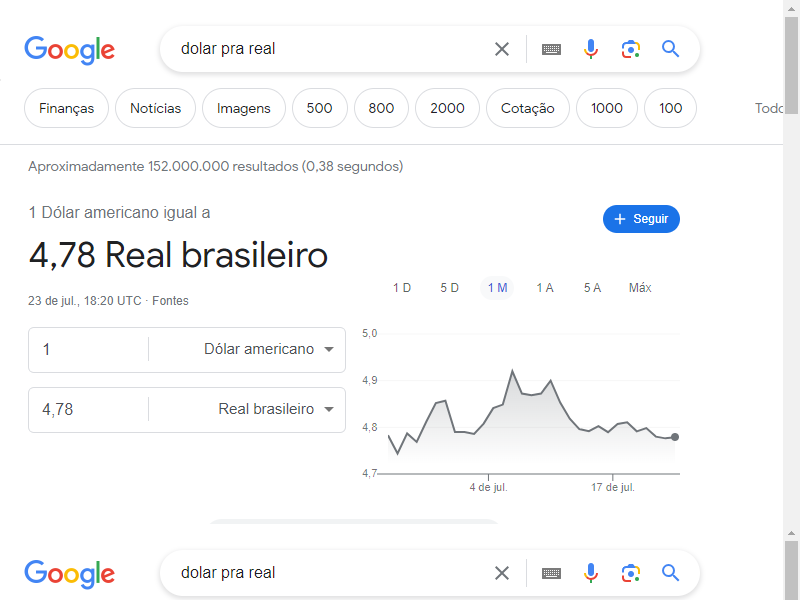 Google dolar pra real
Finanças Notícias Imagens 500 800 2000 Cotação 1000 100
Aproximadamente 152.000.000 resultados (0,38 segundos)
1 Dólar americano igual a
+ Seguir
4,78 Real brasileiro
1 D 5 D 1 M 1 A 5 A Máx
23 de jul., 18:20 UTC · Fontes
1 Dólar americano
4,78 Real brasileiro
5,0
4,9
4,8
4,7
4 de jul. 17 de jul.
Google dolar pra real